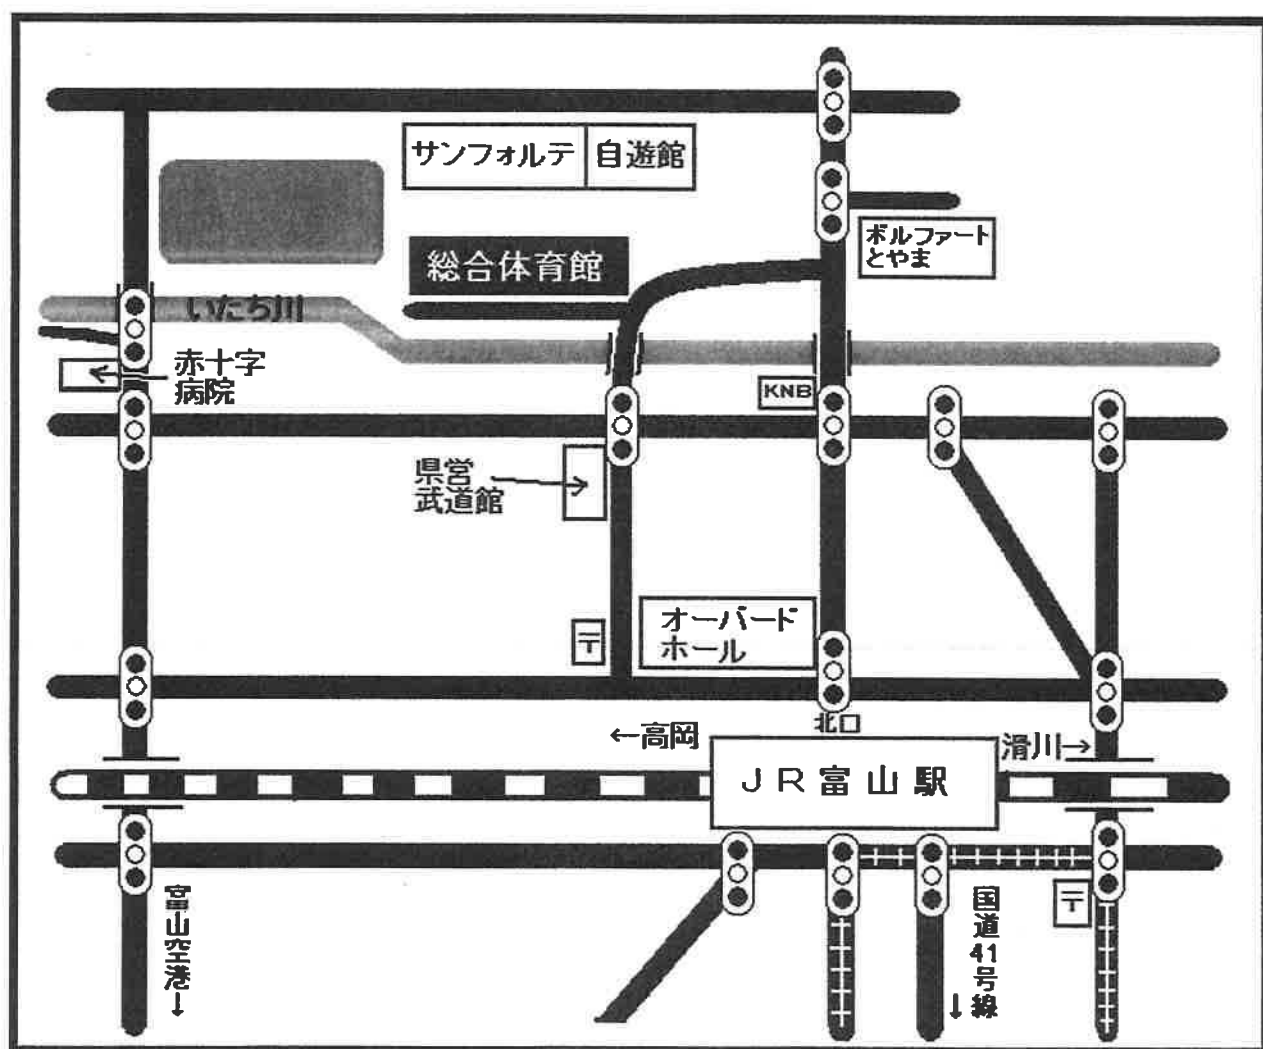 サンフォルテ
自遊館
ボルファート
とやま
総合体育館
いたち川
赤十字
病院
KNB
県営
武道館
オーバード
ホール
〒
北口
←高岡
滑川→
JR富山駅
富山空港↓
国道41号線↓
〒